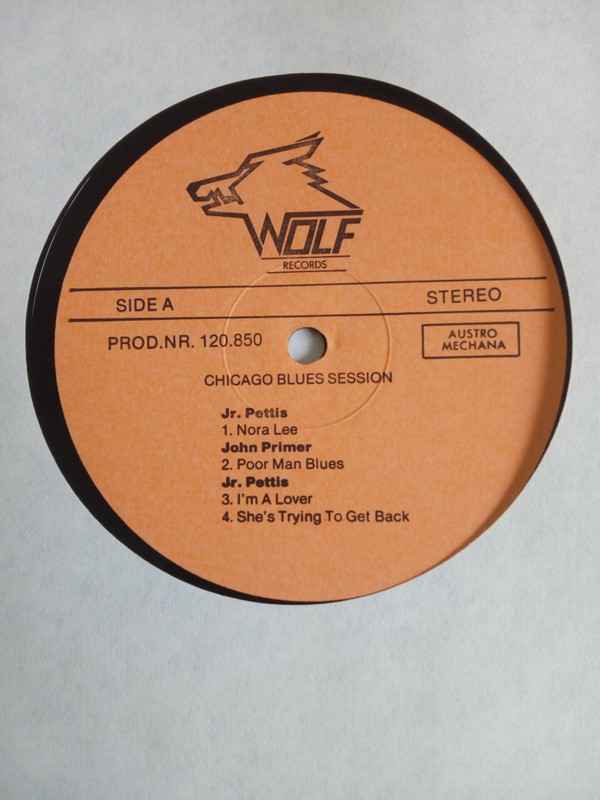 WOLF
RECORDS
SIDE A
STEREO
PROD.NR. 120.850
AUSTRO
MECHANA
CHICAGO BLUES SESSION
Jr. Pettis
1. Nora Lee
John Primer
2. Poor Man Blues
Jr. Pettis
3. I'm A Lover
4. She's Trying To Get Back